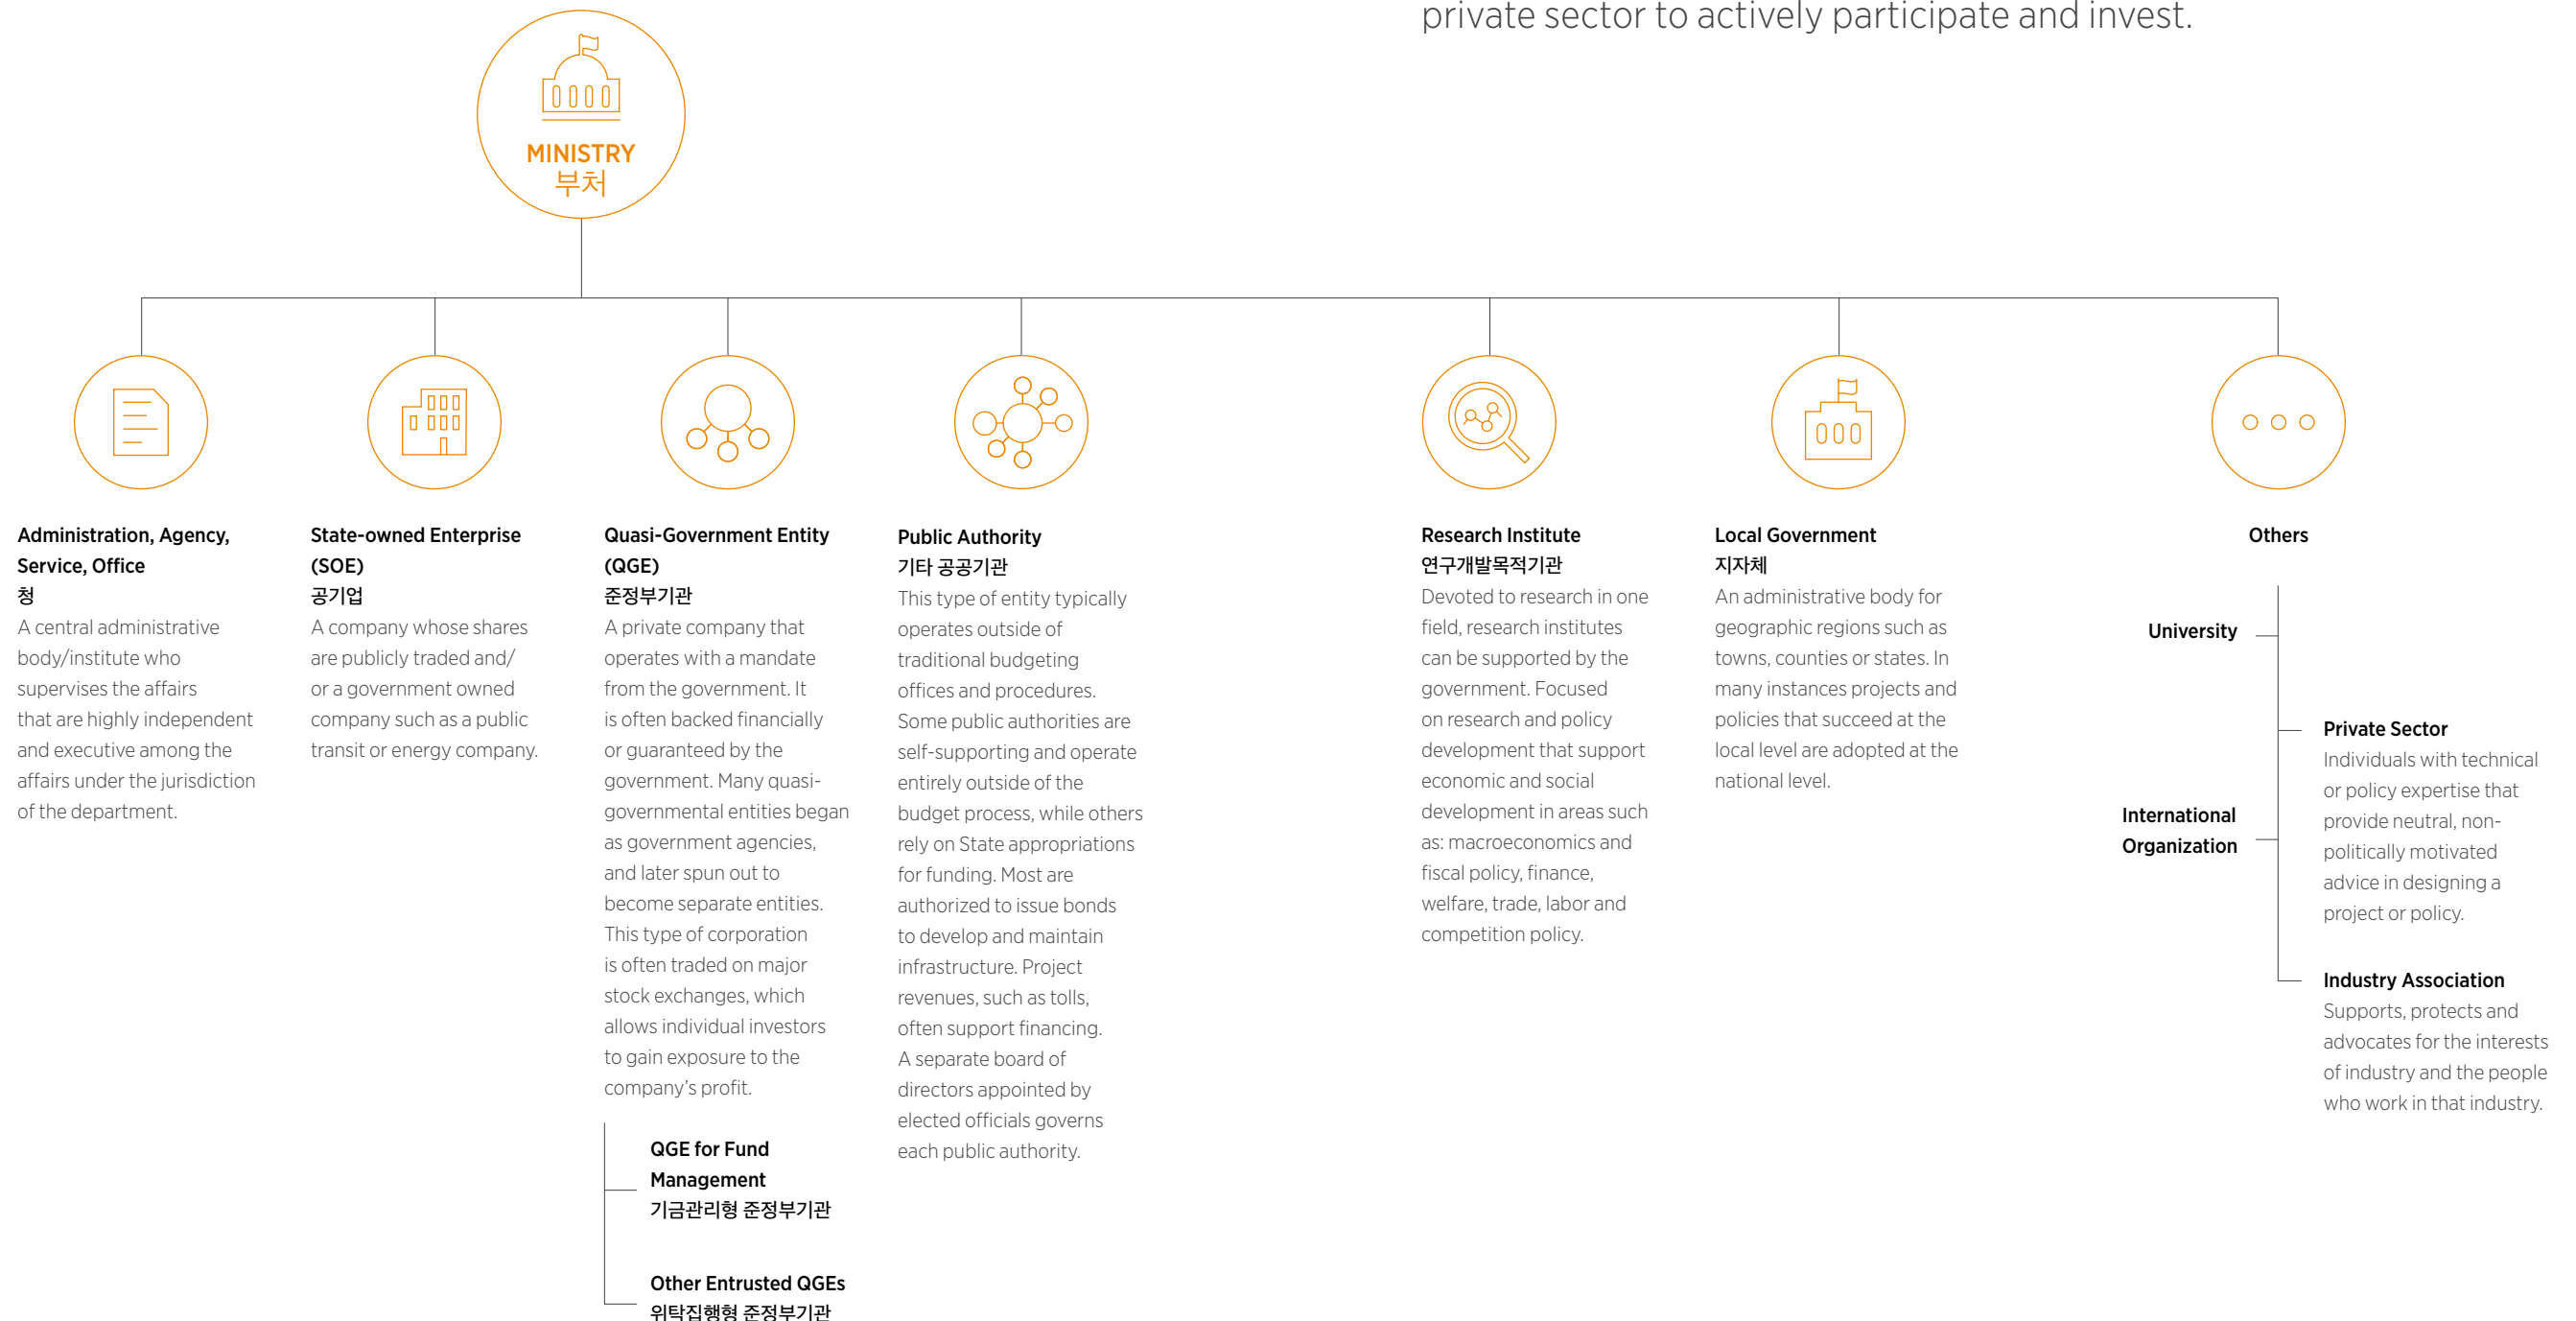 private sector to actively participate and invest.
MINISTRY
부처
Administration, Agency,
Service, Office
청
A central administrative
body/institute who
supervises the affairs
that are highly independent
and executive among the
affairs under the jurisdiction
of the department.
State-owned Enterprise
(SOE)
공기업
A company whose shares
are publicly traded and/
or a government owned
company such as a public
transit or energy company.
Quasi-Government Entity
(QGE)
준정부기관
A private company that
operates with a mandate
from the government. It
is often backed financially
or guaranteed by the
government. Many quasi-
governmental entities began
as government agencies,
and later spun out to
become separate entities.
This type of corporation
is often traded on major
stock exchanges, which
allows individual investors
to gain exposure to the
company's profit.
QGE for Fund
Management
기금관리형 준정부기관
Other Entrusted QGEs
위탁집행형 준정부기관
Public Authority
기타 공공기관
This type of entity typically
operates outside of
traditional budgeting
offices and procedures.
Some public authorities are
self-supporting and operate
entirely outside of the
budget process, while others
rely on State appropriations
for funding. Most are
authorized to issue bonds
to develop and maintain
infrastructure. Project
revenues, such as tolls,
often support financing.
A separate board of
directors appointed by
elected officials governs
each public authority.
Research Institute
연구개발목적기관
Devoted to research in one
field, research institutes
can be supported by the
government. Focused
on research and policy
development that support
economic and social
development in areas such
as: macroeconomics and
fiscal policy, finance,
welfare, trade, labor and
competition policy.
Local Government
지자체
An administrative body for
geographic regions such as
towns, counties or states. In
many instances projects and
policies that succeed at the
local level are adopted at the
national level.
Others
University
Private Sector
Individuals with technical
or policy expertise that
provide neutral, non-
politically motivated
advice in designing a
project or policy.
International
Organization
Industry Association
Supports, protects and
advocates for the interests
of industry and the people
who work in that industry.